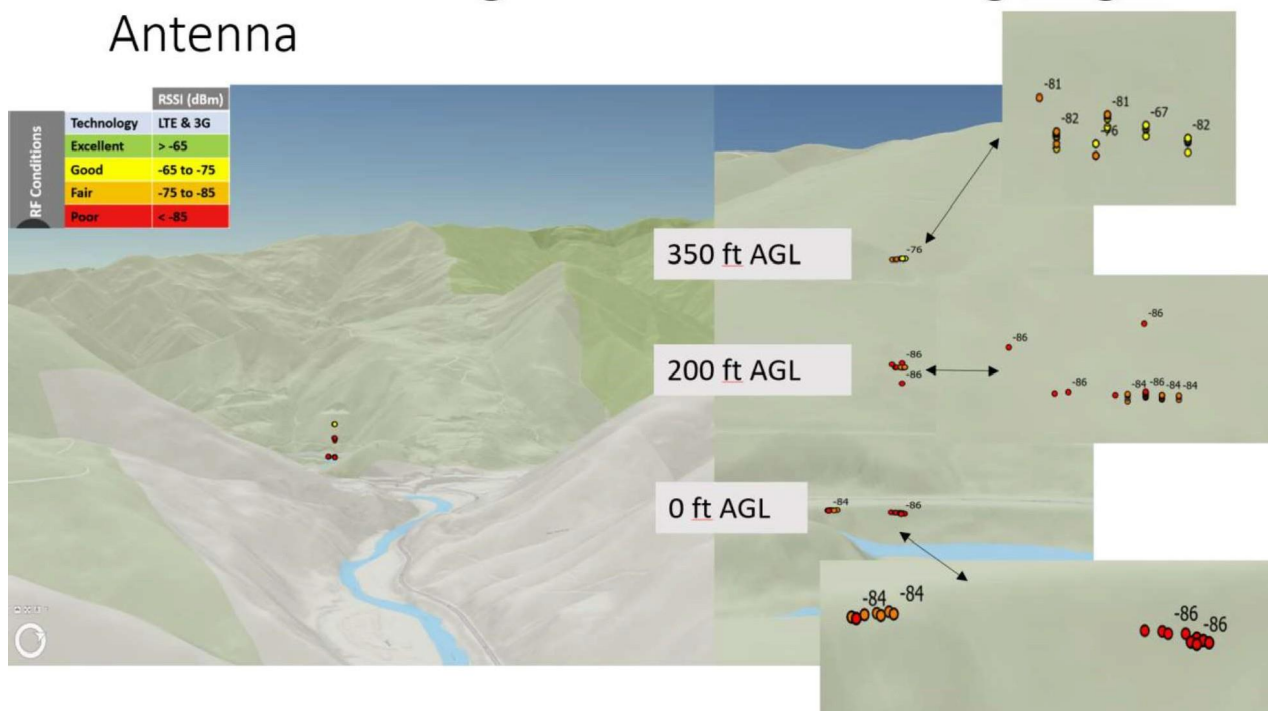 Antenna
RSSI (dBm)
Technology LTE & 3G
Excellent > -65
Good -65 to -75
Fair -75 to -85
Poor < -85
RF Conditions
-81
-81
-82
-67
-76
-82
350 ft AGL
-76
200 ft AGL
-86
-86
-86
-86
-86
-84
-86
-84
-84
0 ft AGL
-84
-86
-84
-84
-86
-86